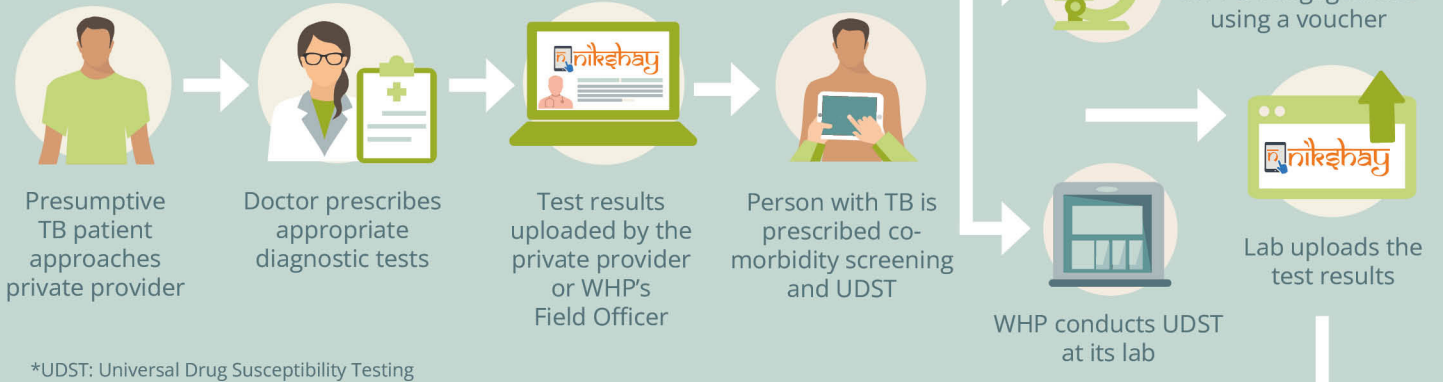 using a voucher
nikshay
nikshay
Presumptive
TB patient
approaches
private provider
Doctor prescribes
appropriate
diagnostic tests
Test results
uploaded by the
private provider
or WHP’s
Field Officer
Person with TB is
prescribed co-
morbidity screening
and UDST
Lab uploads the
test results
WHP conducts UDST
at its lab
*UDST: Universal Drug Susceptibility Testing